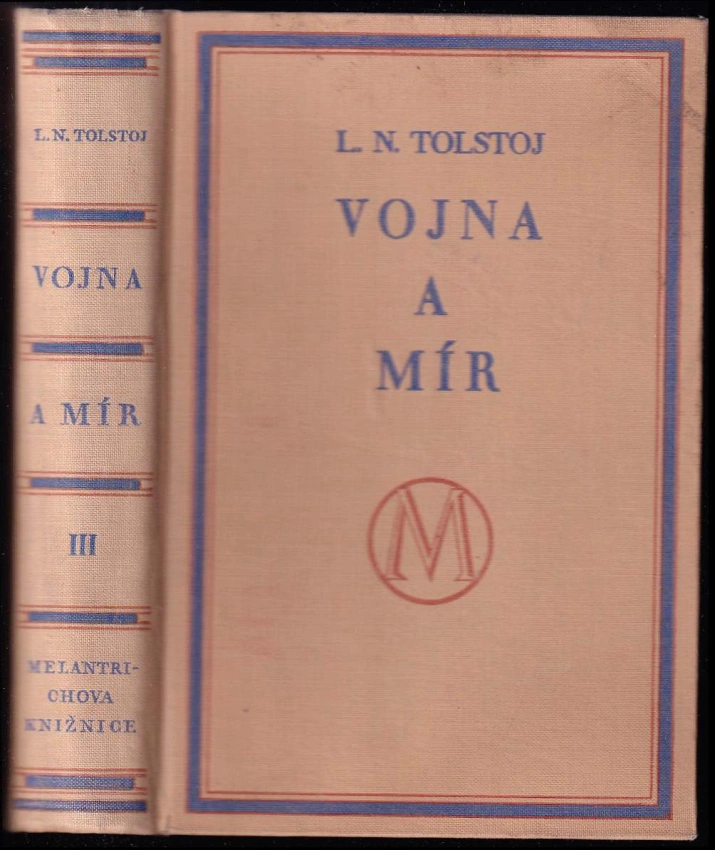 L. N. TOLSTOJ
VOJNA
A MÍR
III
MELANTRI-
CHOVA
KNIŽNICE
L. N. TOLSTOJ
VOJNA
A
MÍR
M